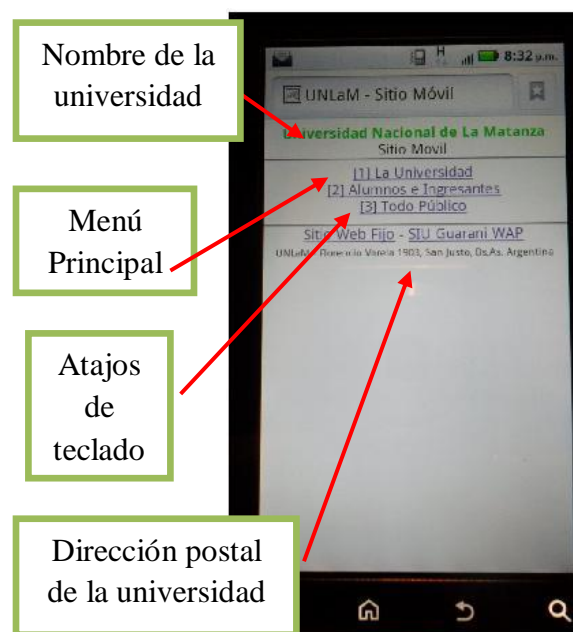 Nombre de la
universidad
Menú
Principal
Atajos
de
teclado
Dirección postal
de la universidad
H
8:32 p.m.
UNLaM - Sitio Móvil
Universidad Nacional de La Matanza
Sitio Movil
[1] La Universidad
[2] Alumnos e Ingresantes
[3] Todo Público
Sitio Web Fijo - SIU Guarani WAP
UNLaM - Florencio Varela 1903, San Justo, Bs.As. Argentina